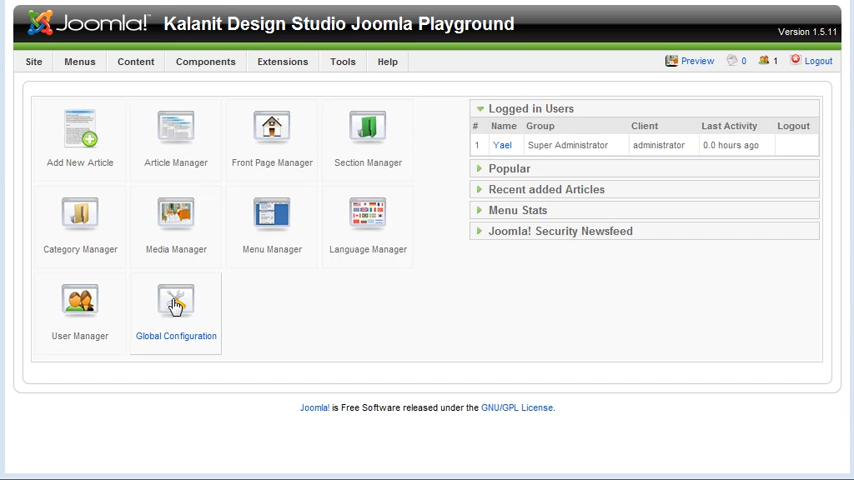 Joomla!™ Kalanit Design Studio Joomla Playground
Version 1.5.11
Site Menus Content Components Extensions Tools Help Preview 0 1 Logout
Add New Article Article Manager Front Page Manager Section Manager
Category Manager Media Manager Menu Manager Language Manager
User Manager Global Configuration
Logged in Users
# Name Group Client Last Activity Logout
1 Yael Super Administrator administrator 0.0 hours ago
Popular
Recent added Articles
Menu Stats
Joomla! Security Newsfeed
Joomla! is Free Software released under the GNU/GPL License.